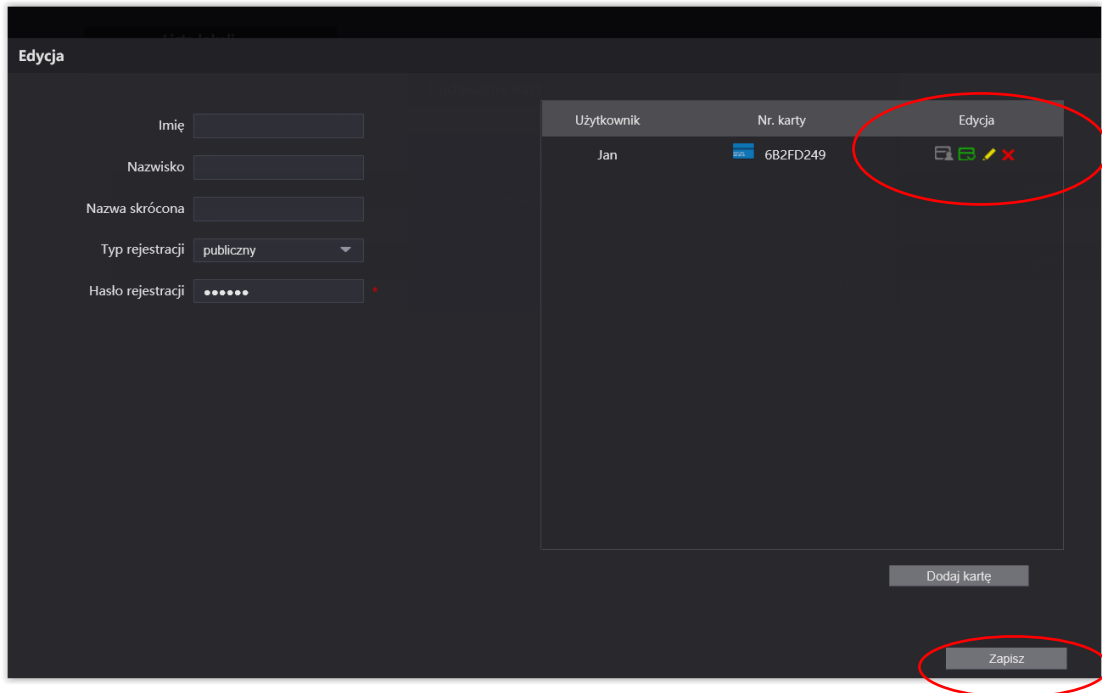 Edycja
Imię
Nazwisko
Nazwa skrócona
Typ rejestracji publiczny
Hasło rejestracji ●●●●●● *
Użytkownik Nr. karty Edycja
Jan 6B2FD249
Dodaj kartę
Zapisz